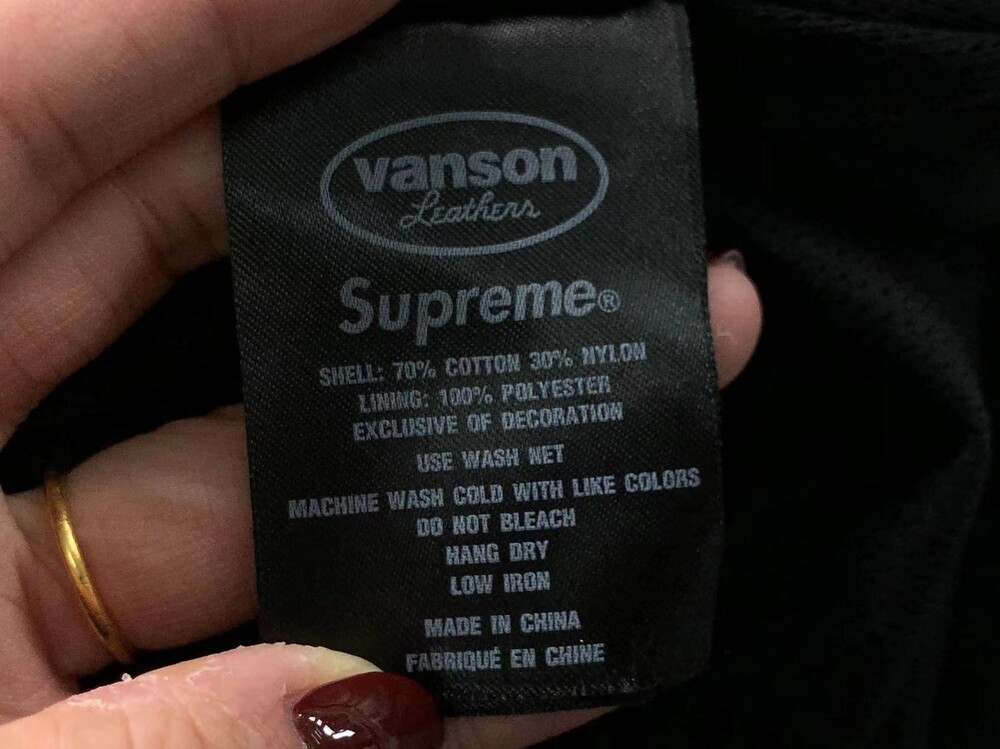 vanson
Leathers
Supreme®
SHELL: 70% COTTON 30% NYLON
LINING: 100% POLYESTER
EXCLUSIVE OF DECORATION
USE WASH NET
MACHINE WASH COLD WITH LIKE COLORS
DO NOT BLEACH
HANG DRY
LOW IRON
MADE IN CHINA
FABRIQUÉ EN CHINE